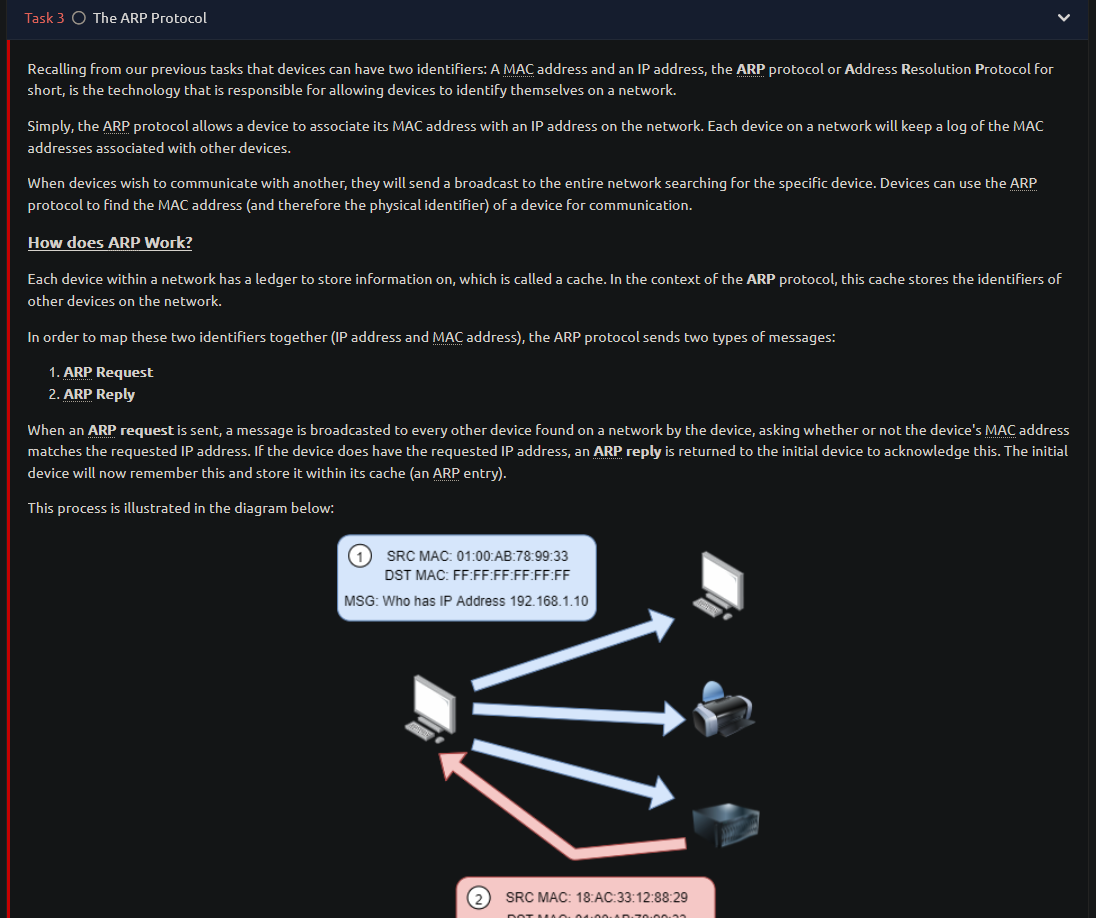 Task 3 The ARP Protocol
Recalling from our previous tasks that devices can have two identifiers: A MAC address and an IP address, the ARP protocol or Address Resolution Protocol for
short, is the technology that is responsible for allowing devices to identify themselves on a network.
Simply, the ARP protocol allows a device to associate its MAC address with an IP address on the network. Each device on a network will keep a log of the MAC
addresses associated with other devices.
When devices wish to communicate with another, they will send a broadcast to the entire network searching for the specific device. Devices can use the ARP
protocol to find the MAC address (and therefore the physical identifier) of a device for communication.
How does ARP Work?
Each device within a network has a ledger to store information on, which is called a cache. In the context of the ARP protocol, this cache stores the identifiers of
other devices on the network.
In order to map these two identifiers together (IP address and MAC address), the ARP protocol sends two types of messages:
1. ARP Request
2. ARP Reply
When an ARP request is sent, a message is broadcasted to every other device found on a network by the device, asking whether or not the device's MAC address
matches the requested IP address. If the device does have the requested IP address, an ARP reply is returned to the initial device to acknowledge this. The initial
device will now remember this and store it within its cache (an ARP entry).
This process is illustrated in the diagram below:
1 SRC MAC: 01:00:AB:78:99:33
DST MAC: FF:FF:FF:FF:FF:FF
MSG: Who has IP Address 192.168.1.10
2 SRC MAC: 18:AC:33:12:88:29
DST MAC: